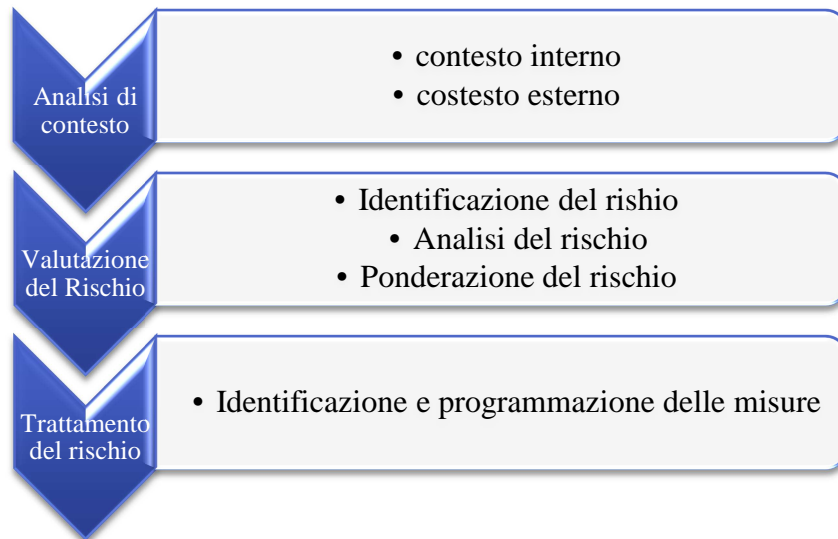 Analisi di
contesto
• contesto interno
• costesto esterno
Valutazione
del Rischio
• Identificazione del rishio
• Analisi del rischio
• Ponderazione del rischio
Trattamento
del rischio
• Identificazione e programmazione delle misure